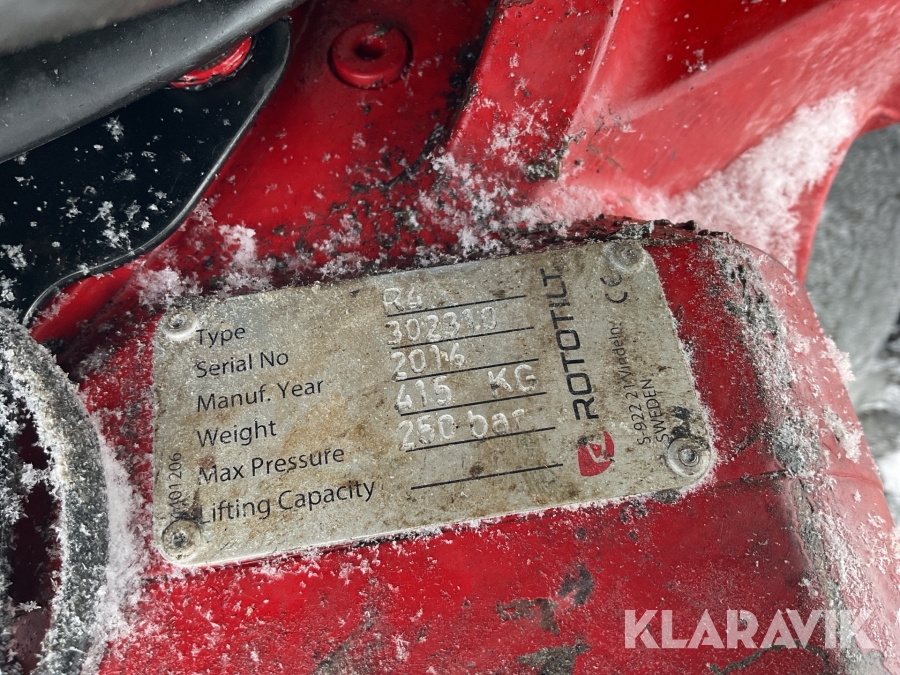 Type R4
Serial No 302310
Manuf. Year 2016
Weight 415 KG
Max Pressure 250 bar
Lifting Capacity
1401206
ROTOTILT
S-922 21 Vindeln
SWEDEN
CE
KLARAVIK